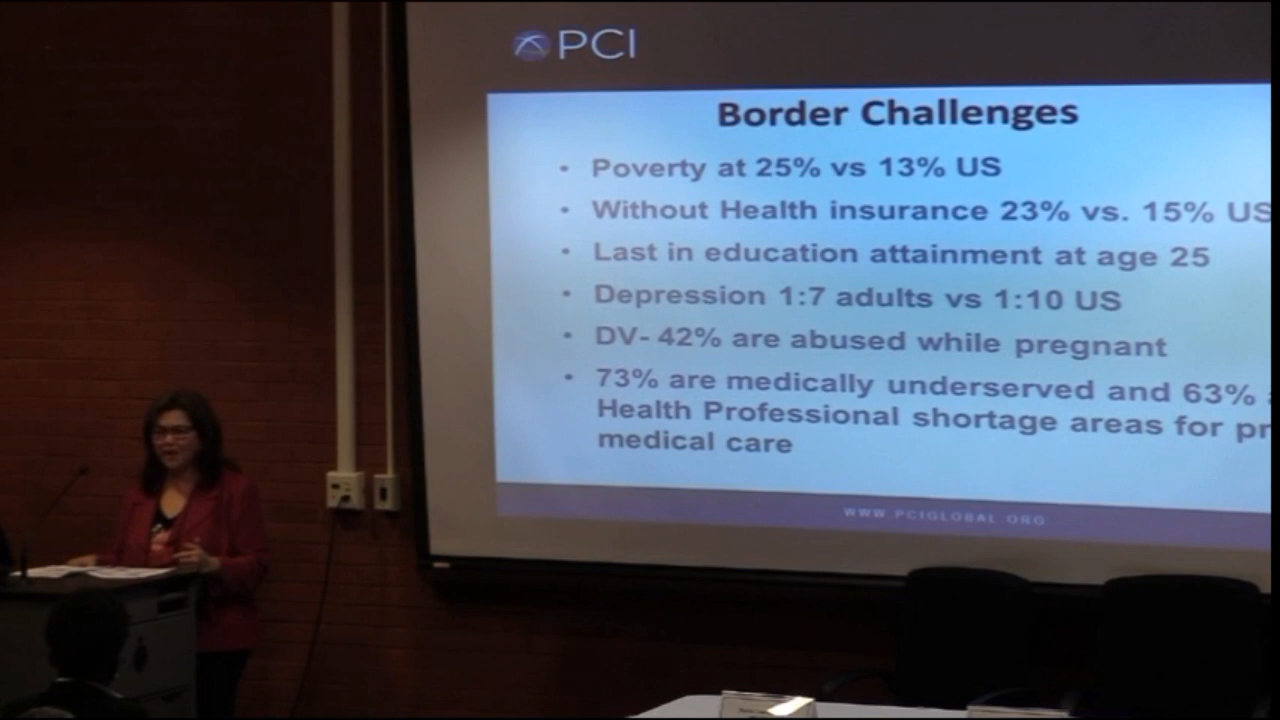 PCI
Border Challenges
• Poverty at 25% vs 13% US
• Without Health insurance 23% vs. 15% US
• Last in education attainment at age 25
• Depression 1:7 adults vs 1:10 US
• DV- 42% are abused while pregnant
• 73% are medically underserved and 63%
Health Professional shortage areas for
medical care
WWW.PCIGLOBAL.ORG